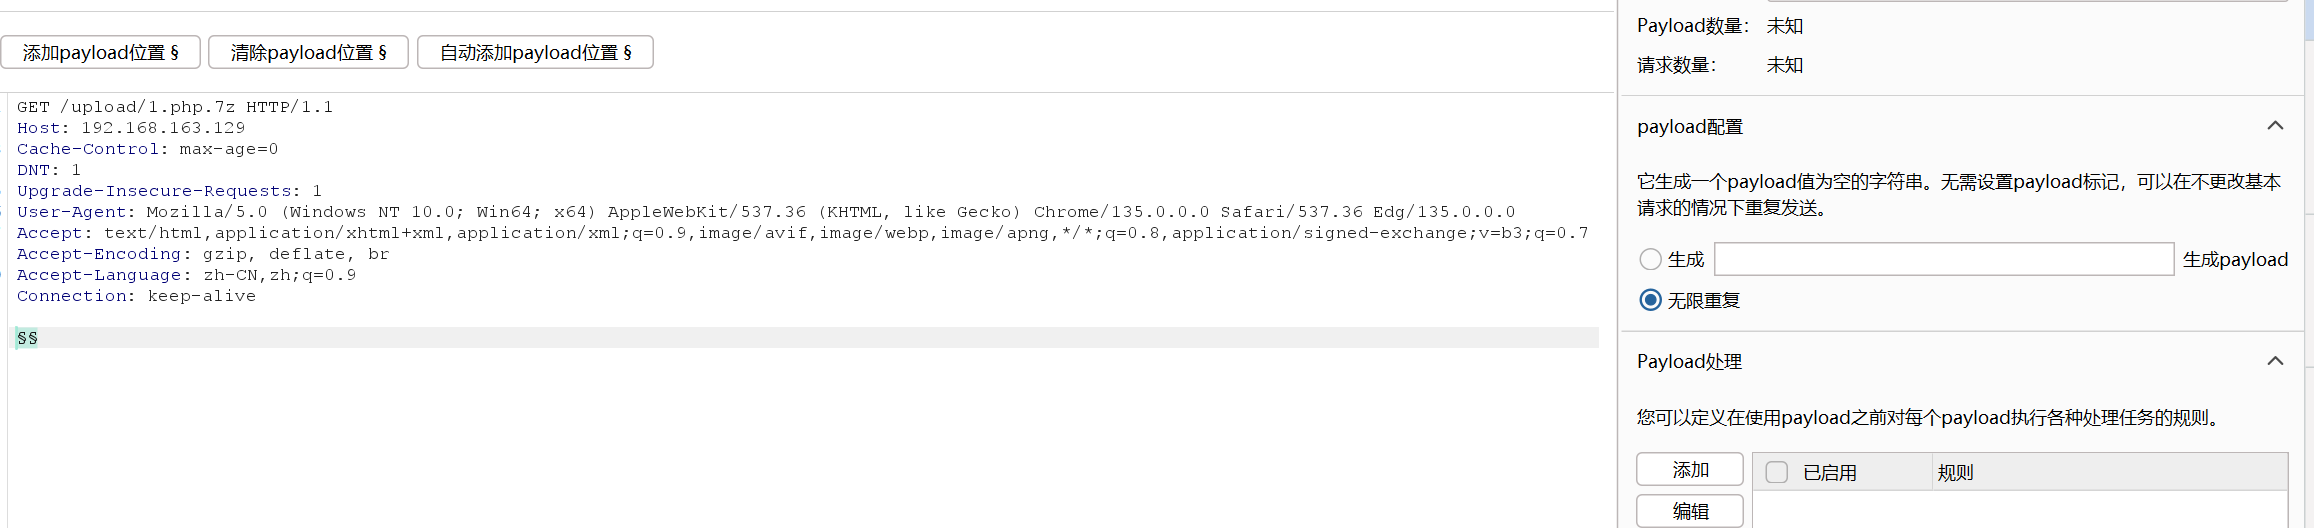 添加payload位置 §
清除payload位置 §
自动添加payload位置 §
GET /upload/1.php.7z HTTP/1.1
Host: 192.168.163.129
Cache-Control: max-age=0
DNT: 1
Upgrade-Insecure-Requests: 1
User-Agent: Mozilla/5.0 (Windows NT 10.0; Win64; x64) AppleWebKit/537.36 (KHTML, like Gecko) Chrome/135.0.0.0 Safari/537.36 Edg/135.0.0.0
Accept: text/html,application/xhtml+xml,application/xml;q=0.9,image/avif,image/webp,image/apng,*/*;q=0.8,application/signed-exchange;v=b3;q=0.7
Accept-Encoding: gzip, deflate, br
Accept-Language: zh-CN,zh;q=0.9
Connection: keep-alive
§§
Payload数量： 未知
请求数量： 未知
payload配置
它生成一个payload值为空的字符串。无需设置payload标记，可以在不更改基本
请求的情况下重复发送。
生成 生成payload
无限重复
Payload处理
您可以定义在使用payload之前对每个payload执行各种处理任务的规则。
添加
已启用 规则
编辑